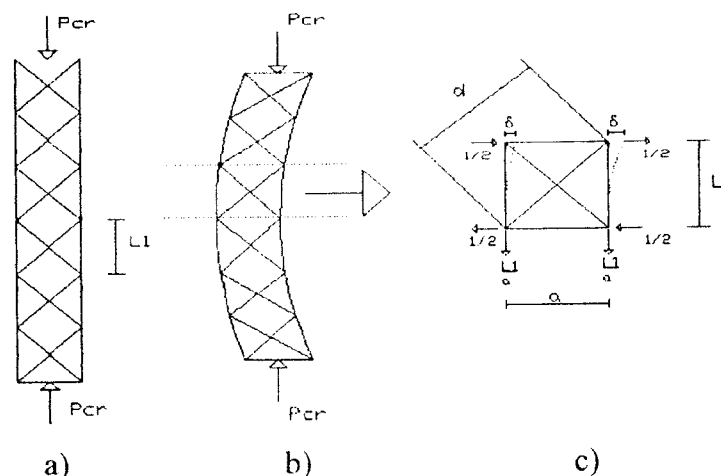 Pcr
Pcr
d
δ
δ
1/2
1/2
L1
L
1/2
1/2
L1
a
L1
a
a
Pcr
Pcr
a)
b)
c)